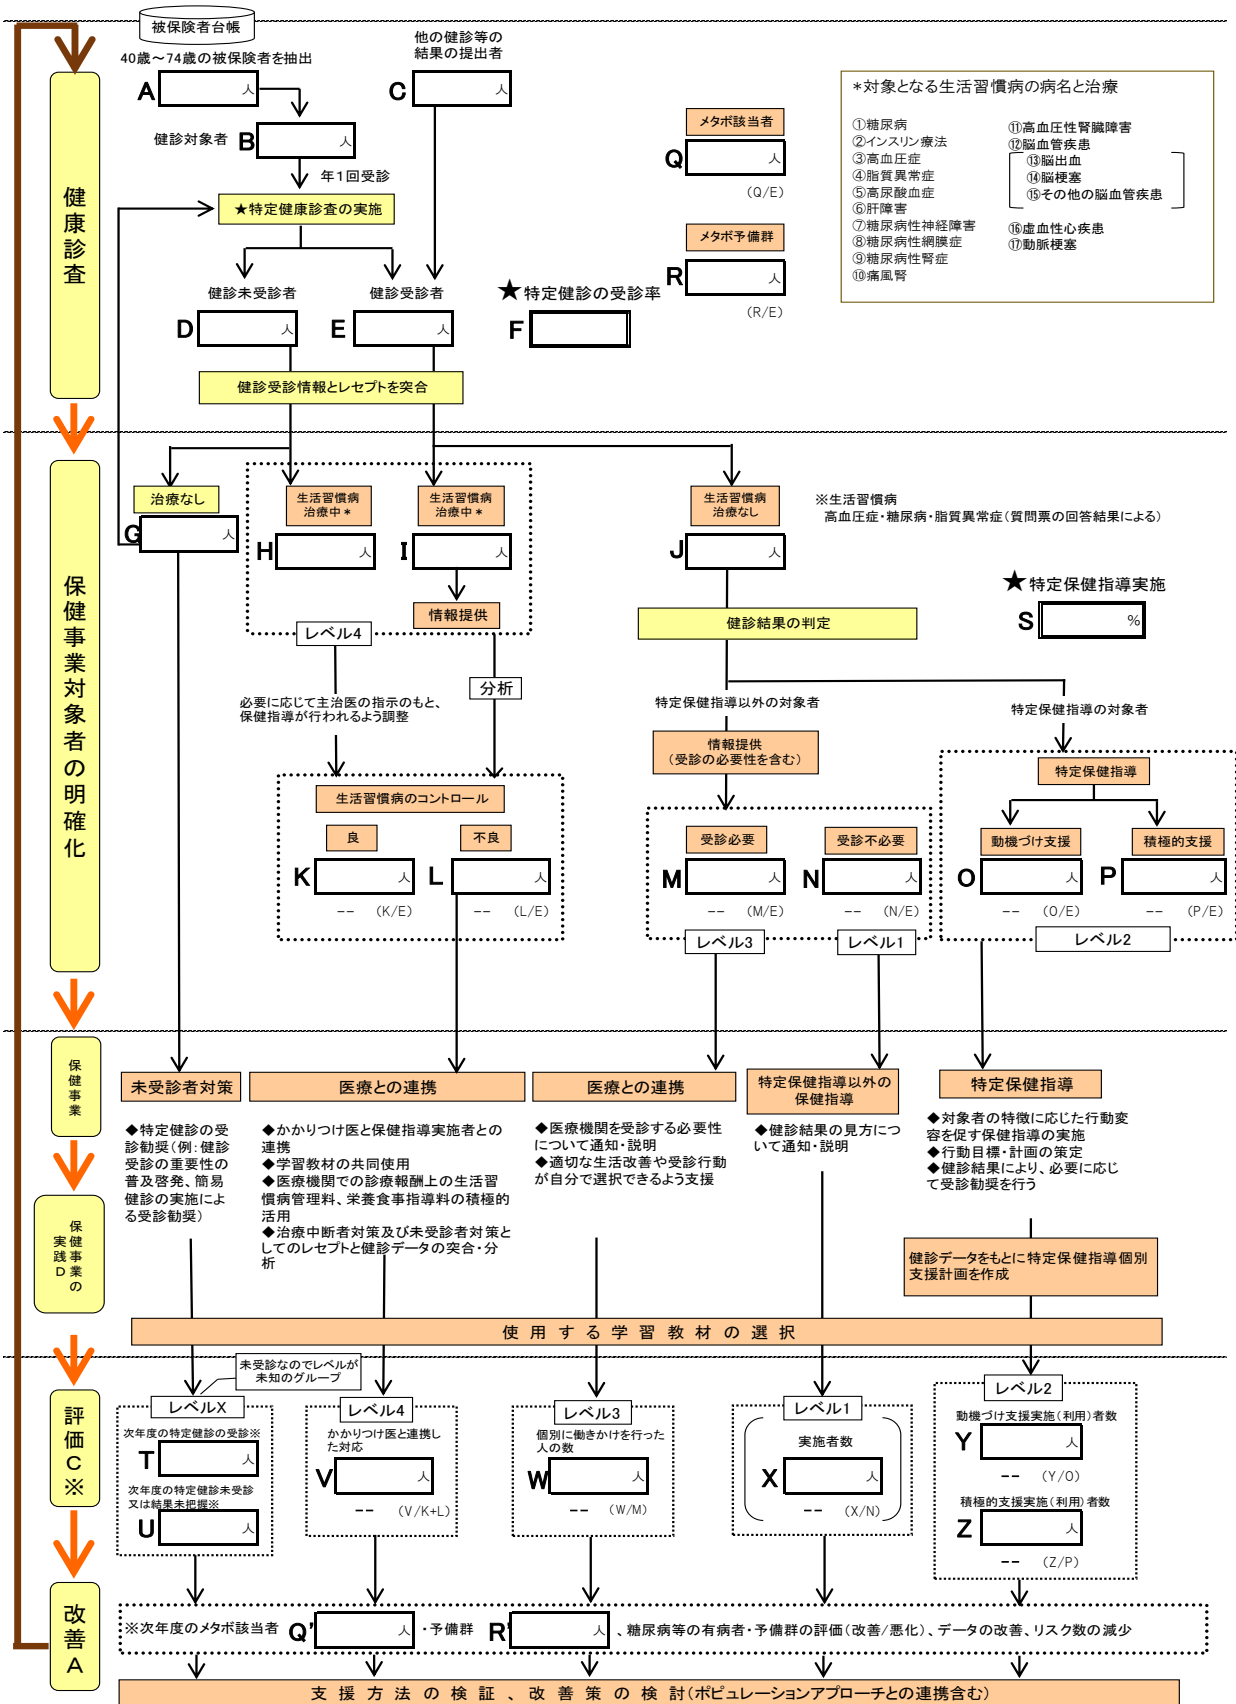 被保険者台帳
40歳～74歳の被保険者を抽出
A 人
他の健診等の
結果の提出者
C 人
健診対象者 B 人
年1回受診
★特定健康診査の実施
健診未受診者
D 人
健診受診者
E 人
★特定健診の受診率
F
メタボ該当者
Q 人
(Q/E)
メタボ予備群
R 人
(R/E)
*対象となる生活習慣病の病名と治療
①糖尿病
②インスリン療法
③高血圧症
④脂質異常症
⑤高尿酸血症
⑥肝障害
⑦糖尿病性神経障害
⑧糖尿病性網膜症
⑨糖尿病性腎症
⑩痛風腎
⑪高血圧性腎臓障害
⑫脳血管疾患
⑬脳出血
⑭脳梗塞
⑮その他の脳血管疾患
⑯虚血性心疾患
⑰動脈梗塞
健康診査
健診受診情報とレセプトを突合
保健事業対象者の明確化
治療なし
G 人
生活習慣病
治療中*
H 人
生活習慣病
治療中*
I 人
情報提供
レベル4
生活習慣病
治療なし
J 人
※生活習慣病
高血圧症・糖尿病・脂質異常症(質問票の回答結果による)
★特定保健指導実施
S %
健診結果の判定
分析
必要に応じて主治医の指示のもと、
保健指導が行われるよう調整
特定保健指導以外の対象者
特定保健指導の対象者
情報提供
(受診の必要性を含む)
特定保健指導
生活習慣病のコントロール
良
K 人
-- (K/E)
不良
L 人
-- (L/E)
受診必要
M 人
-- (M/E)
レベル3
受診不必要
N 人
-- (N/E)
レベル1
動機づけ支援
O 人
-- (O/E)
積極的支援
P 人
-- (P/E)
レベル2
保健事業
未受診者対策
◆特定健診の受
診勧奨(例：健診
受診の重要性の
普及啓発、簡易
健診の実施によ
る受診勧奨)
医療との連携
◆かかりつけ医と保健指導実施者との
連携
◆学習教材の共同使用
◆医療機関での診療報酬上の生活習
慣病管理料、栄養食事指導料の積極的
活用
◆治療中断者対策及び未受診者対策と
してのレセプトと健診データの突合・分
析
医療との連携
◆医療機関を受診する必要性
について通知・説明
◆適切な生活改善や受診行動
が自分で選択できるよう支援
特定保健指導以外の
保健指導
◆健診結果の見方につ
いて通知・説明
特定保健指導
◆対象者の特徴に応じた行動変
容を促す保健指導の実施
◆行動目標・計画の策定
◆健診結果により、必要に応じ
て受診勧奨を行う
保健事業の
実践D
健診データをもとに特定保健指導個別
支援計画を作成
使用する学習教材の選択
評価C※
未受診なのでレベルが
未知のグループ
レベルX
次年度の特定健診の受診※
T 人
次年度の特定健診未受診
又は結果未把握※
U 人
レベル4
かかりつけ医と連携し
た対応
V 人
-- (V/K+L)
レベル3
個別に働きかけを行った
人の数
W 人
-- (W/M)
レベル1
実施者数
X 人
-- (X/N)
レベル2
動機づけ支援実施(利用)者数
Y 人
-- (Y/O)
積極的支援実施(利用)者数
Z 人
-- (Z/P)
改善A
※次年度のメタボ該当者 Q' 人 ・予備群 R' 人 、糖尿病等の有病者・予備群の評価(改善/悪化)、データの改善、リスク数の減少
支援方法の検証、改善策の検討(ポピュレーションアプローチとの連携含む)